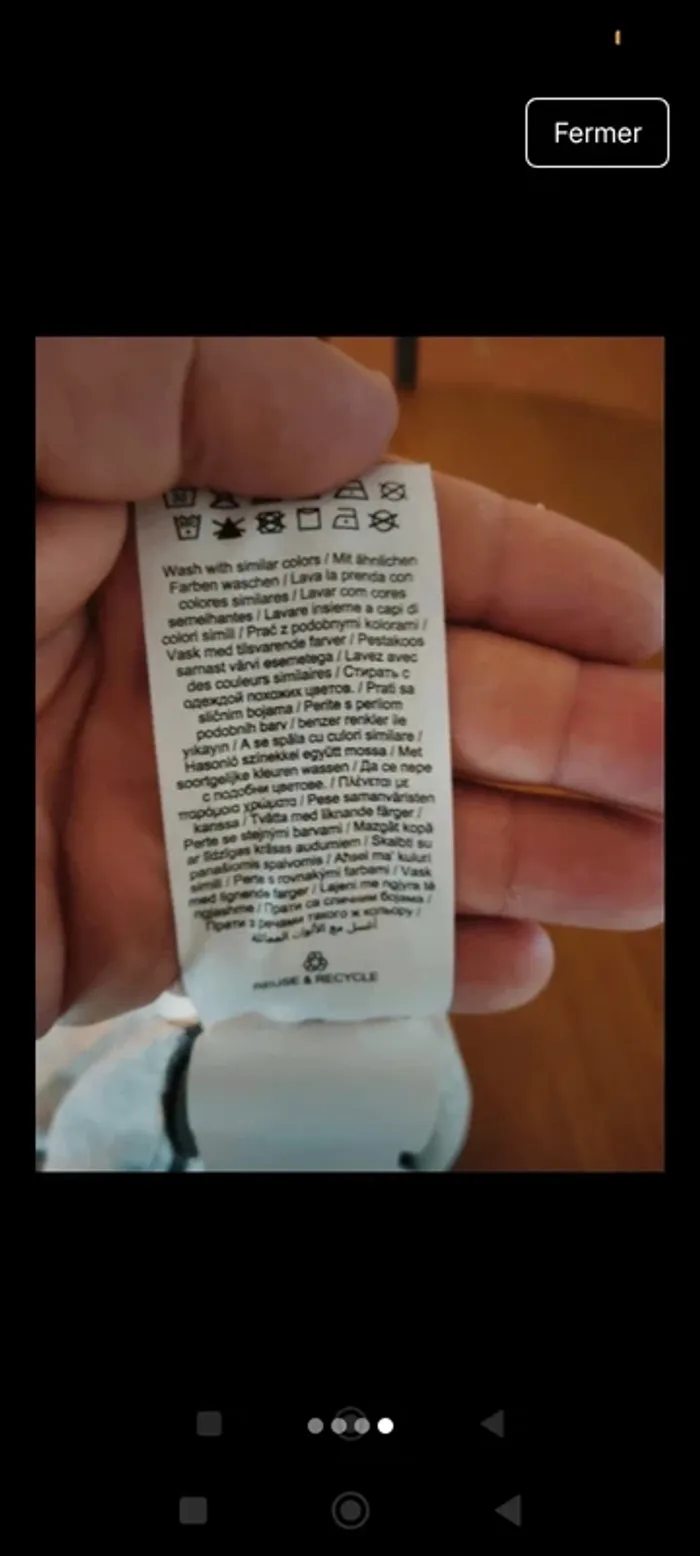 Fermer
Wash with similar colors / Mit ähnlichen
Farben waschen / Lava la prenda con
colores similares / Lavar com cores
semelhantes / Lavare insieme a capi di
colori simili / Prać z podobnymi kolorami /
Vask med tilsvarende farver / Pestakoos
samast värvi esemetega / Lavez avec
des couleurs similaires / Стирать с
одеждой похожих цветов. / Prati sa
sličnim bojama / Perite s perilom
podobnih barv / benzer renkler ile
yıkayın / A se spăla cu culori similare /
Hasonló színekkel együtt mossa / Met
soortgelijke kleuren wassen / Да се пере
с подобни цветове. / Πλένεται με
παρόμοια χρώματα / Pese samanväristen
kanssa / Tvätta med liknande färger /
Perte se stejnými barvami / Mazgāt kopā
ar līdzīgas krāsas audumiem / Skalbti su
panašiomis spalvomis / Aħsel ma' kuluri
simili / Perte s rovnakými farbami / Vask
med lignende farger / Lajeni me ngjyra të
ngjashme / Прати са сличним бојама /
Прати з речами такого ж кольору /
اغسل مع الألوان المماثلة
REUSE & RECYCLE